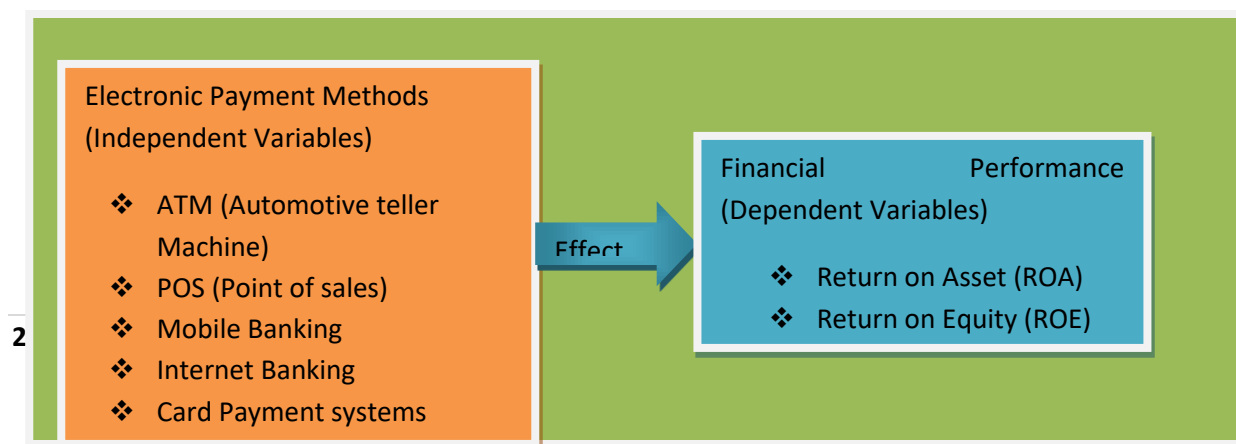 Electronic Payment Methods
(Independent Variables)
❖ ATM (Automotive teller
Machine)
❖ POS (Point of sales)
❖ Mobile Banking
❖ Internet Banking
❖ Card Payment systems
Effect
Financial Performance
(Dependent Variables)
❖ Return on Asset (ROA)
❖ Return on Equity (ROE)
2